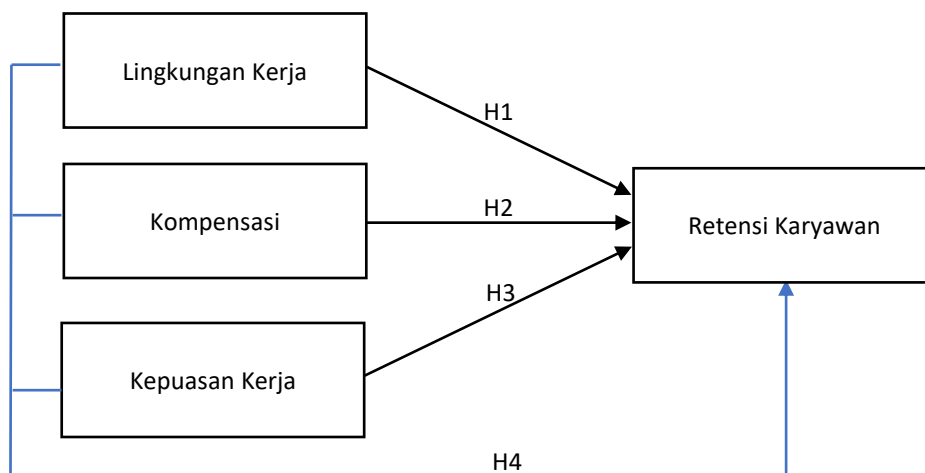 Lingkungan Kerja
H1
Kompensasi
H2
Retensi Karyawan
H3
Kepuasan Kerja
H4